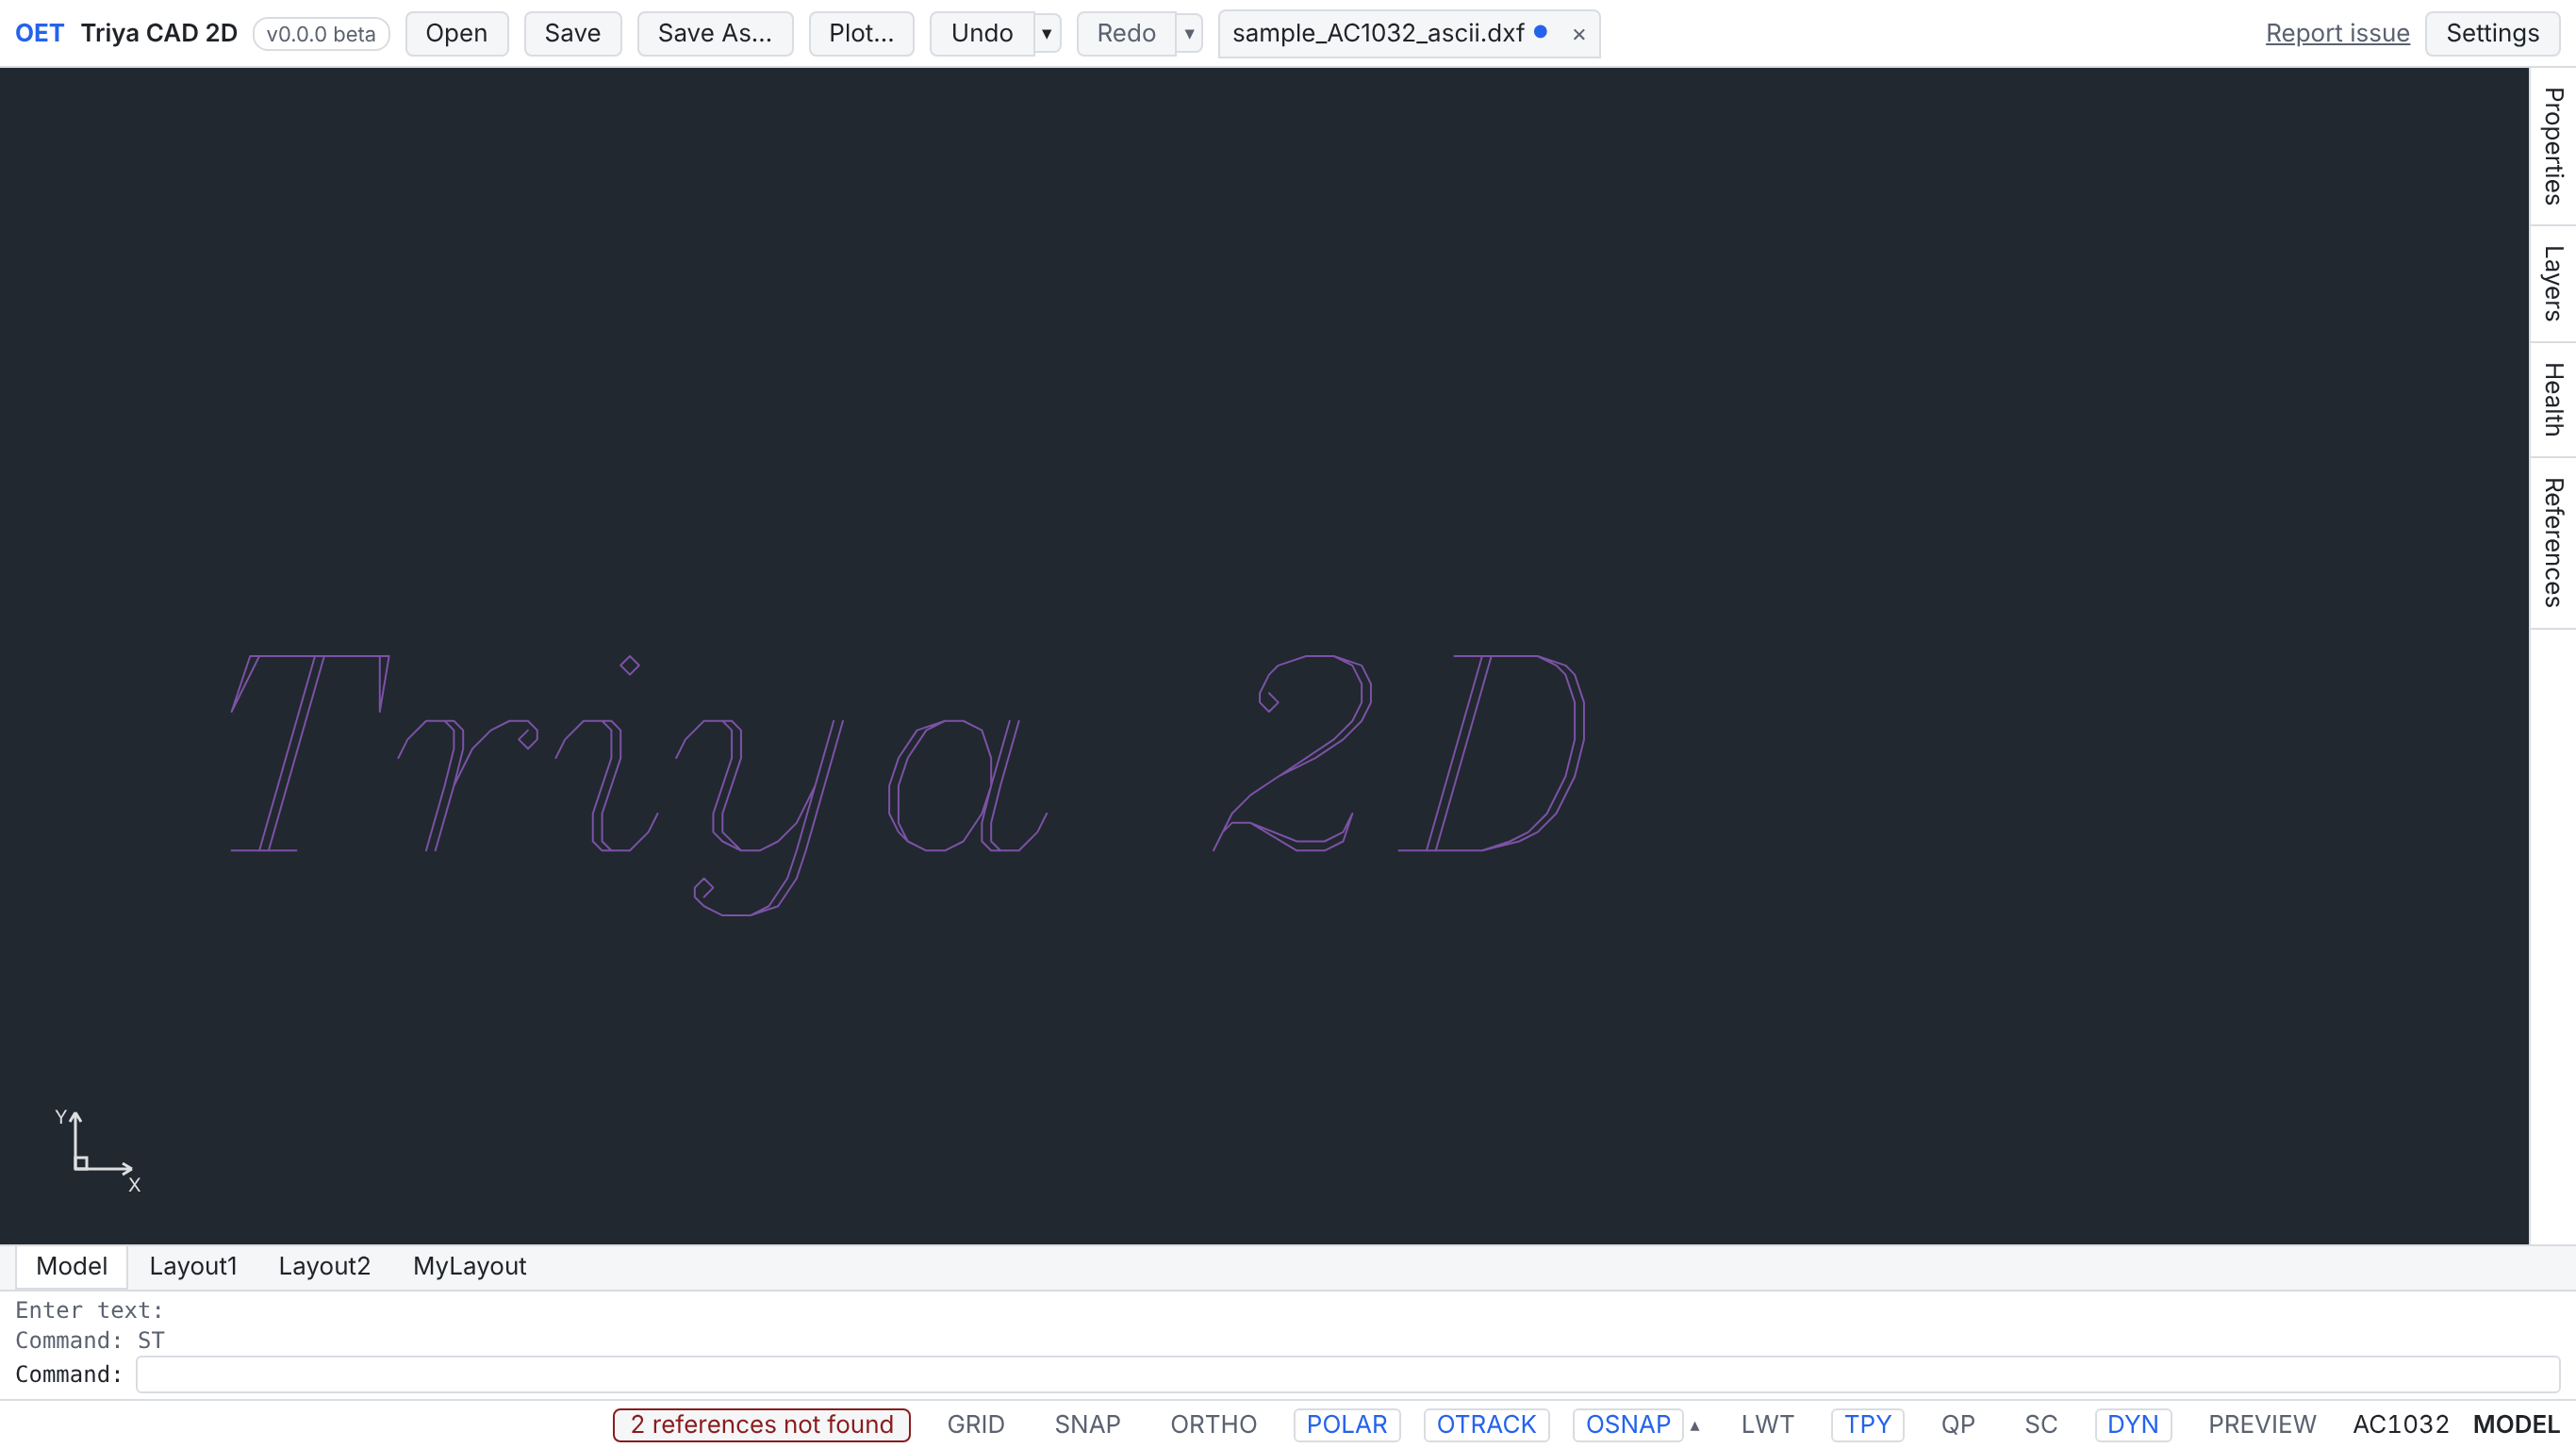 OET Triya CAD 2D v0.0.0 beta Open Save Save As... Plot... Undo ▾ Redo ▾ sample_AC1032_ascii.dxf × Report issue Settings
Properties
Layers
Health
References
Triya 2D
Y
X
Model Layout1 Layout2 MyLayout
Enter text:
Command: ST
Command:
2 references not found GRID SNAP ORTHO POLAR OTRACK OSNAP ▴ LWT TPY QP SC DYN PREVIEW AC1032 MODEL